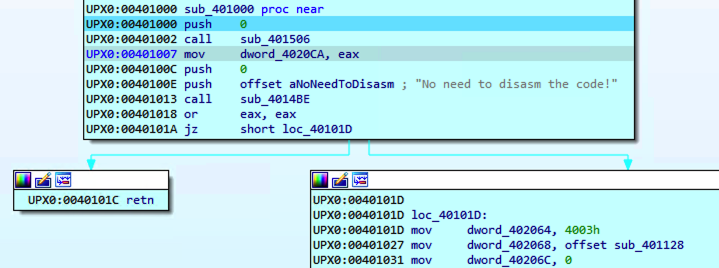 UPX0:00401000 sub_401000 proc near
UPX0:00401000 push 0
UPX0:00401002 call sub_401506
UPX0:00401007 mov dword_4020CA, eax
UPX0:0040100C push 0
UPX0:0040100E push offset aNoNeedToDisasm ; "No need to disasm the code!"
UPX0:00401013 call sub_4014BE
UPX0:00401018 or eax, eax
UPX0:0040101A jz short loc_40101D
UPX0:0040101C retn
UPX0:0040101D
UPX0:0040101D loc_40101D:
UPX0:0040101D mov dword_402064, 4003h
UPX0:00401027 mov dword_402068, offset sub_401128
UPX0:00401031 mov dword_40206C, 0